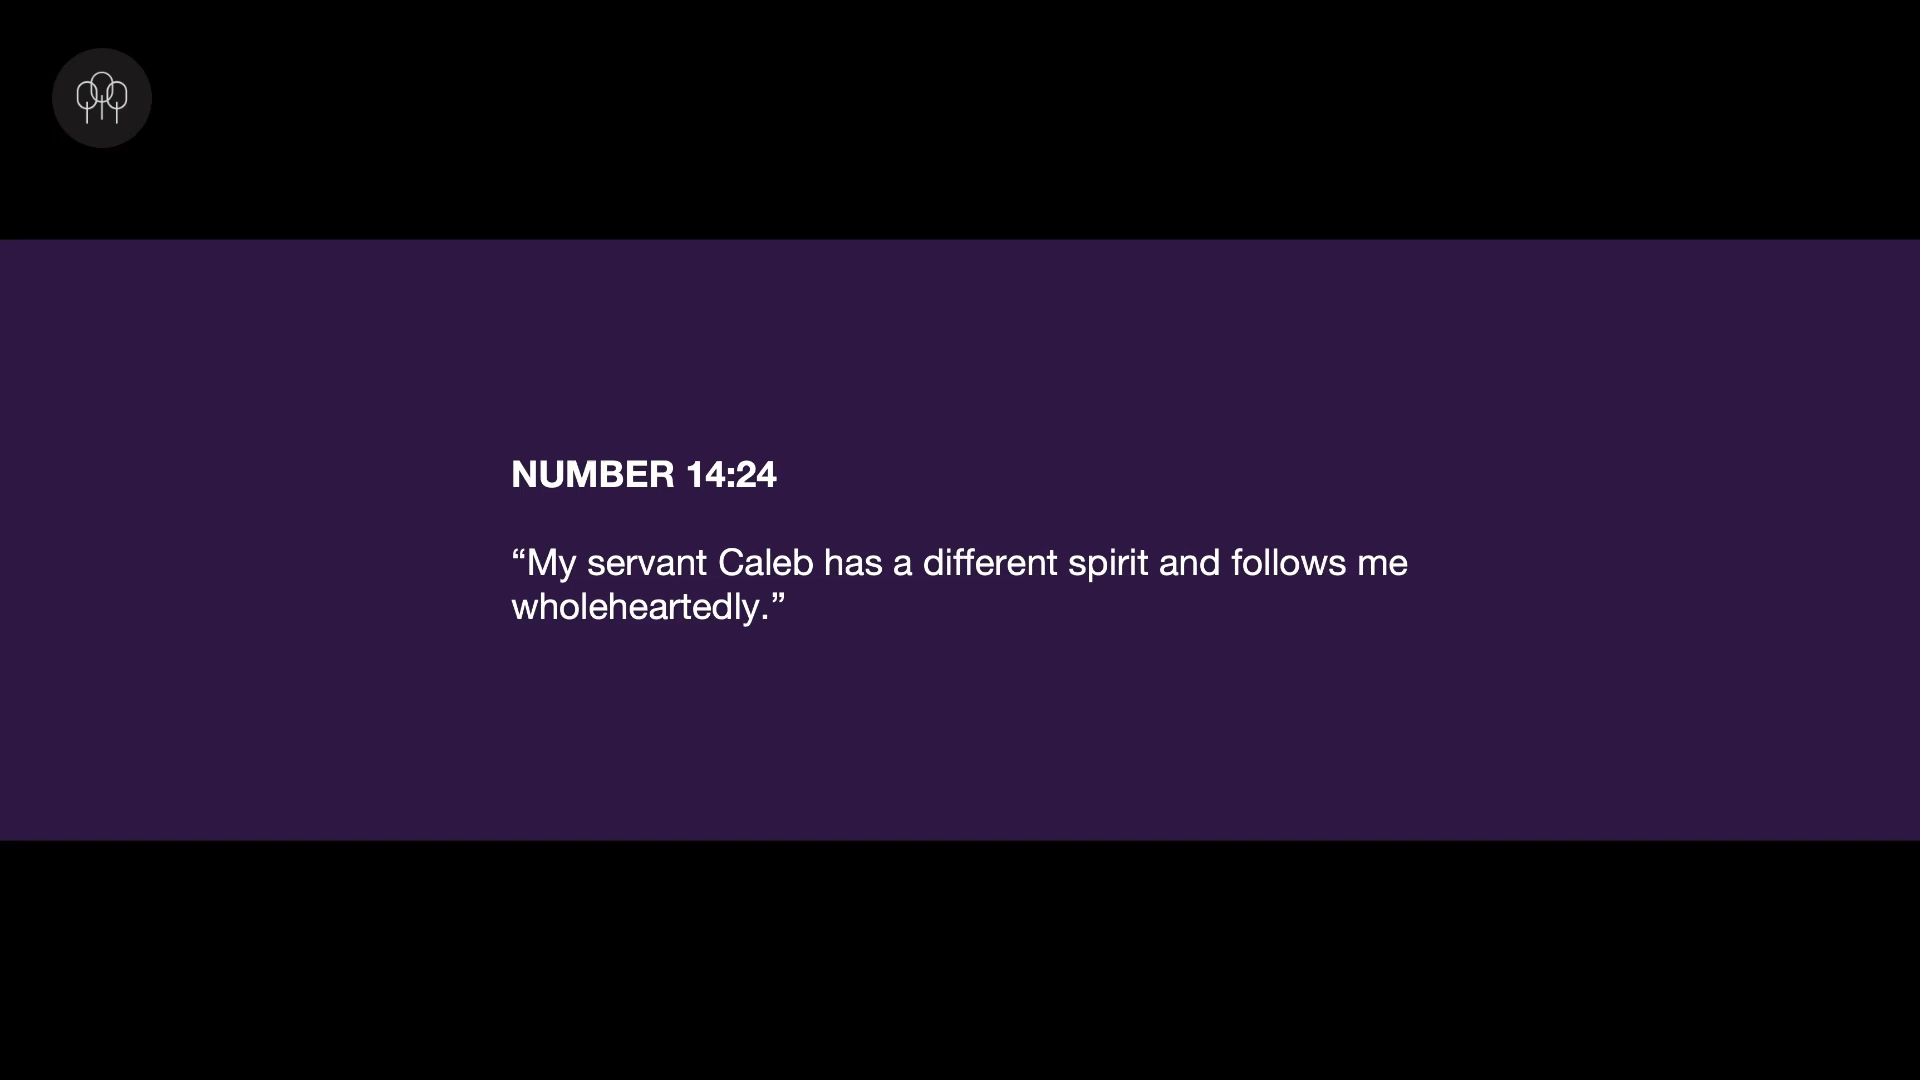 NUMBER 14:24
“My servant Caleb has a different spirit and follows me
wholeheartedly.”